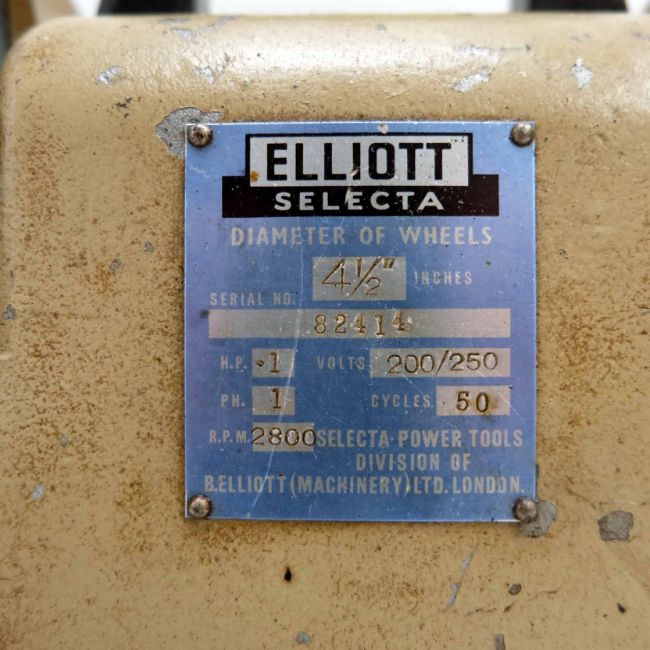 ELLIOTT
SELECTA
DIAMETER OF WHEELS
4½" INCHES
SERIAL NO.
82414
H.P. ·1 VOLTS 200/250
PH. 1 CYCLES 50
R.P.M. 2800 SELECTA POWER TOOLS
DIVISION OF
B.ELLIOTT (MACHINERY) LTD. LONDON.